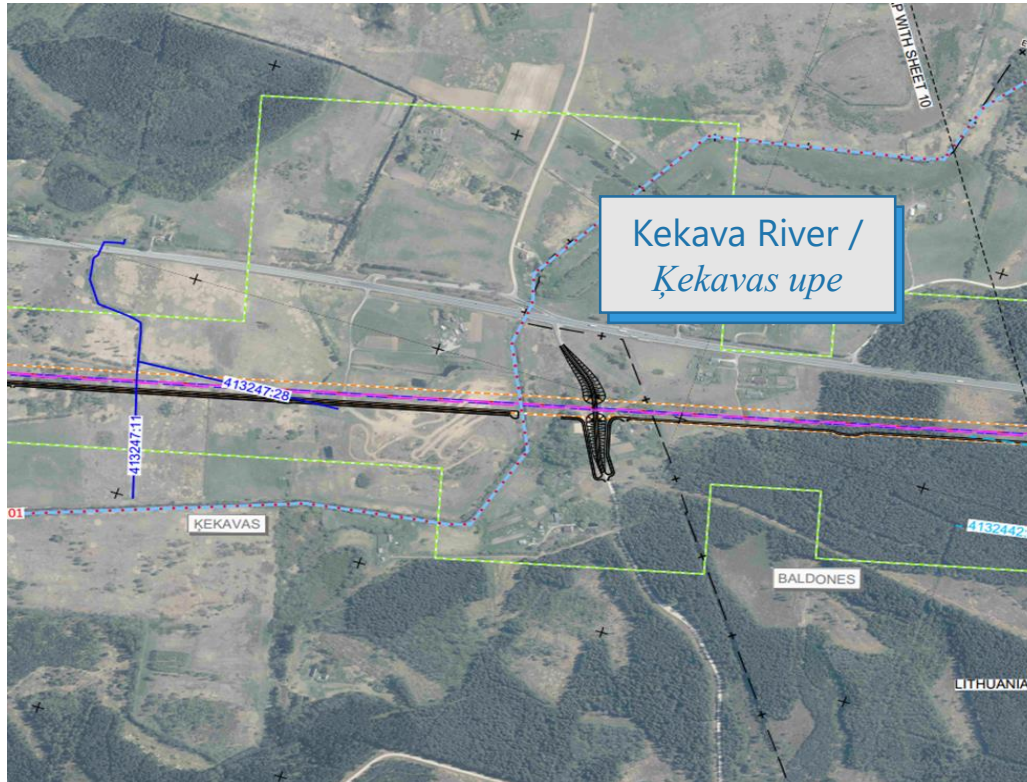 P WITH SHEET 10
Kekava River /
Ķekavas upe
413247:28
413247:11
01
ĶEKAVAS
4132442:
BALDONES
LITHUANIA